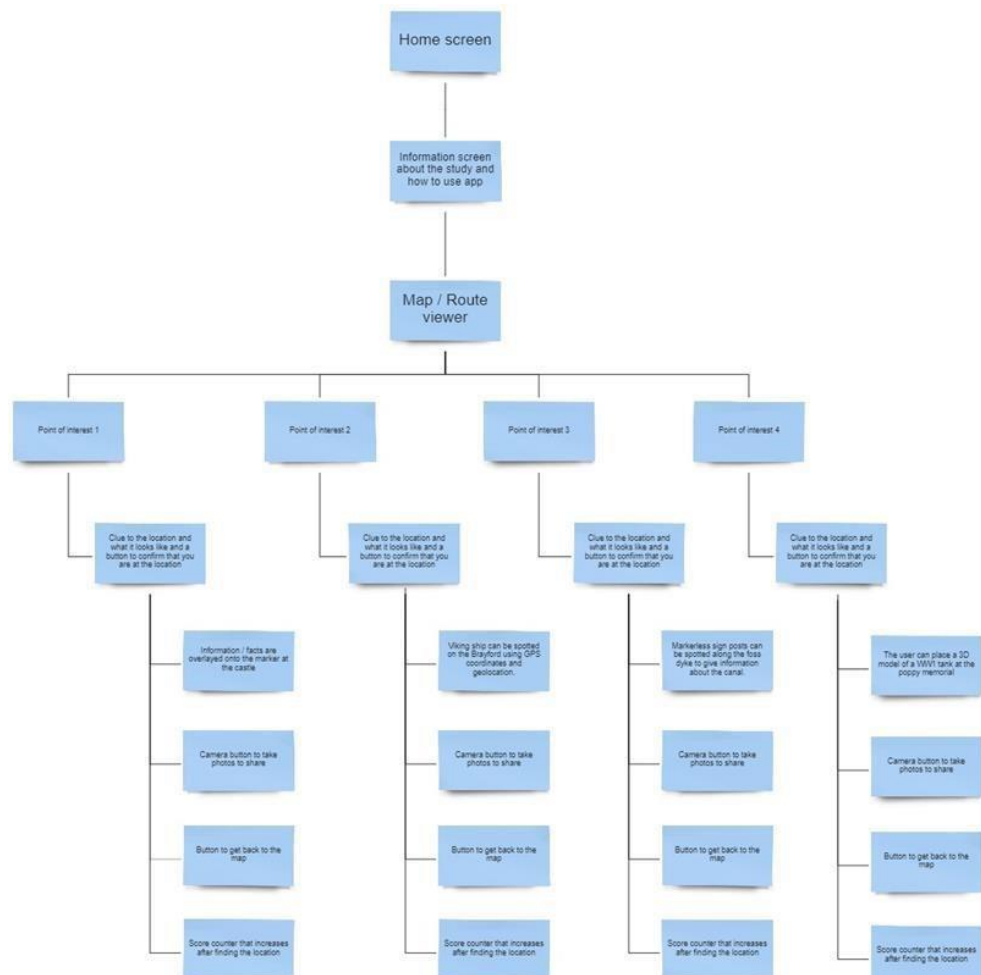 Home screen
Information screen
about the study and
how to use app
Map / Route
viewer
Point of interest 1
Point of interest 2
Point of interest 3
Point of interest 4
Clue to the location and
what it looks like and a
button to confirm that you
are at the location
Clue to the location and
what it looks like and a
button to confirm that you
are at the location
Clue to the location and
what it looks like and a
button to confirm that you
are at the location
Clue to the location and
what it looks like and a
button to confirm that you
are at the location
Information / facts are
overlayed onto the marker at
the castle
Viking ship can be spotted
on the Brayford using GPS
coordinates and
geolocation.
Markerless sign posts can
be spotted along the foss
dyke to give information
about the canal.
The user can place a 3D
model of a WW1 tank at the
poppy memorial
Camera button to take
photos to share
Camera button to take
photos to share
Camera button to take
photos to share
Camera button to take
photos to share
Button to get back to the
map
Button to get back to the
map
Button to get back to the
map
Button to get back to the
map
Score counter that increases
after finding the location
Score counter that increases
after finding the location
Score counter that increases
after finding the location
Score counter that increases
after finding the location